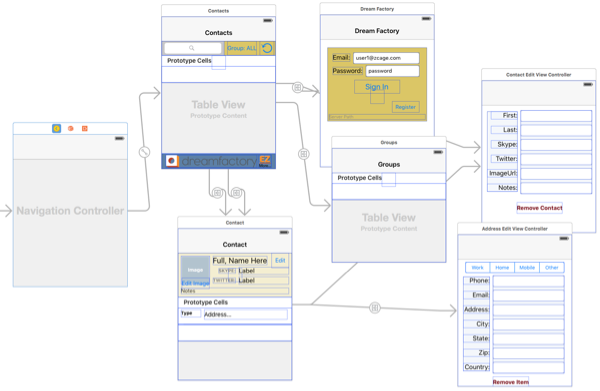 Navigation Controller
Contacts
Contacts
Group: ALL
Prototype Cells
Table View
Prototype Content
dreamfactory
Dream Factory
Dream Factory
Email: user1@zcage.com
Password: password
Sign In
Register
Groups
Groups
Prototype Cells
Table View
Prototype Content
Contact
Contact
Image
Full, Name Here
Edit
SKYPE: Label
TWITTER: Label
Edit Image
Notes
Prototype Cells
Type Address...
Contact Edit View Controller
First:
Last:
Skype:
Twitter:
ImageUrl:
Notes:
Remove Contact
Address Edit View Controller
Work Home Mobile Other
Phone:
Email:
Address:
City:
State:
Zip:
Country:
Remove Item